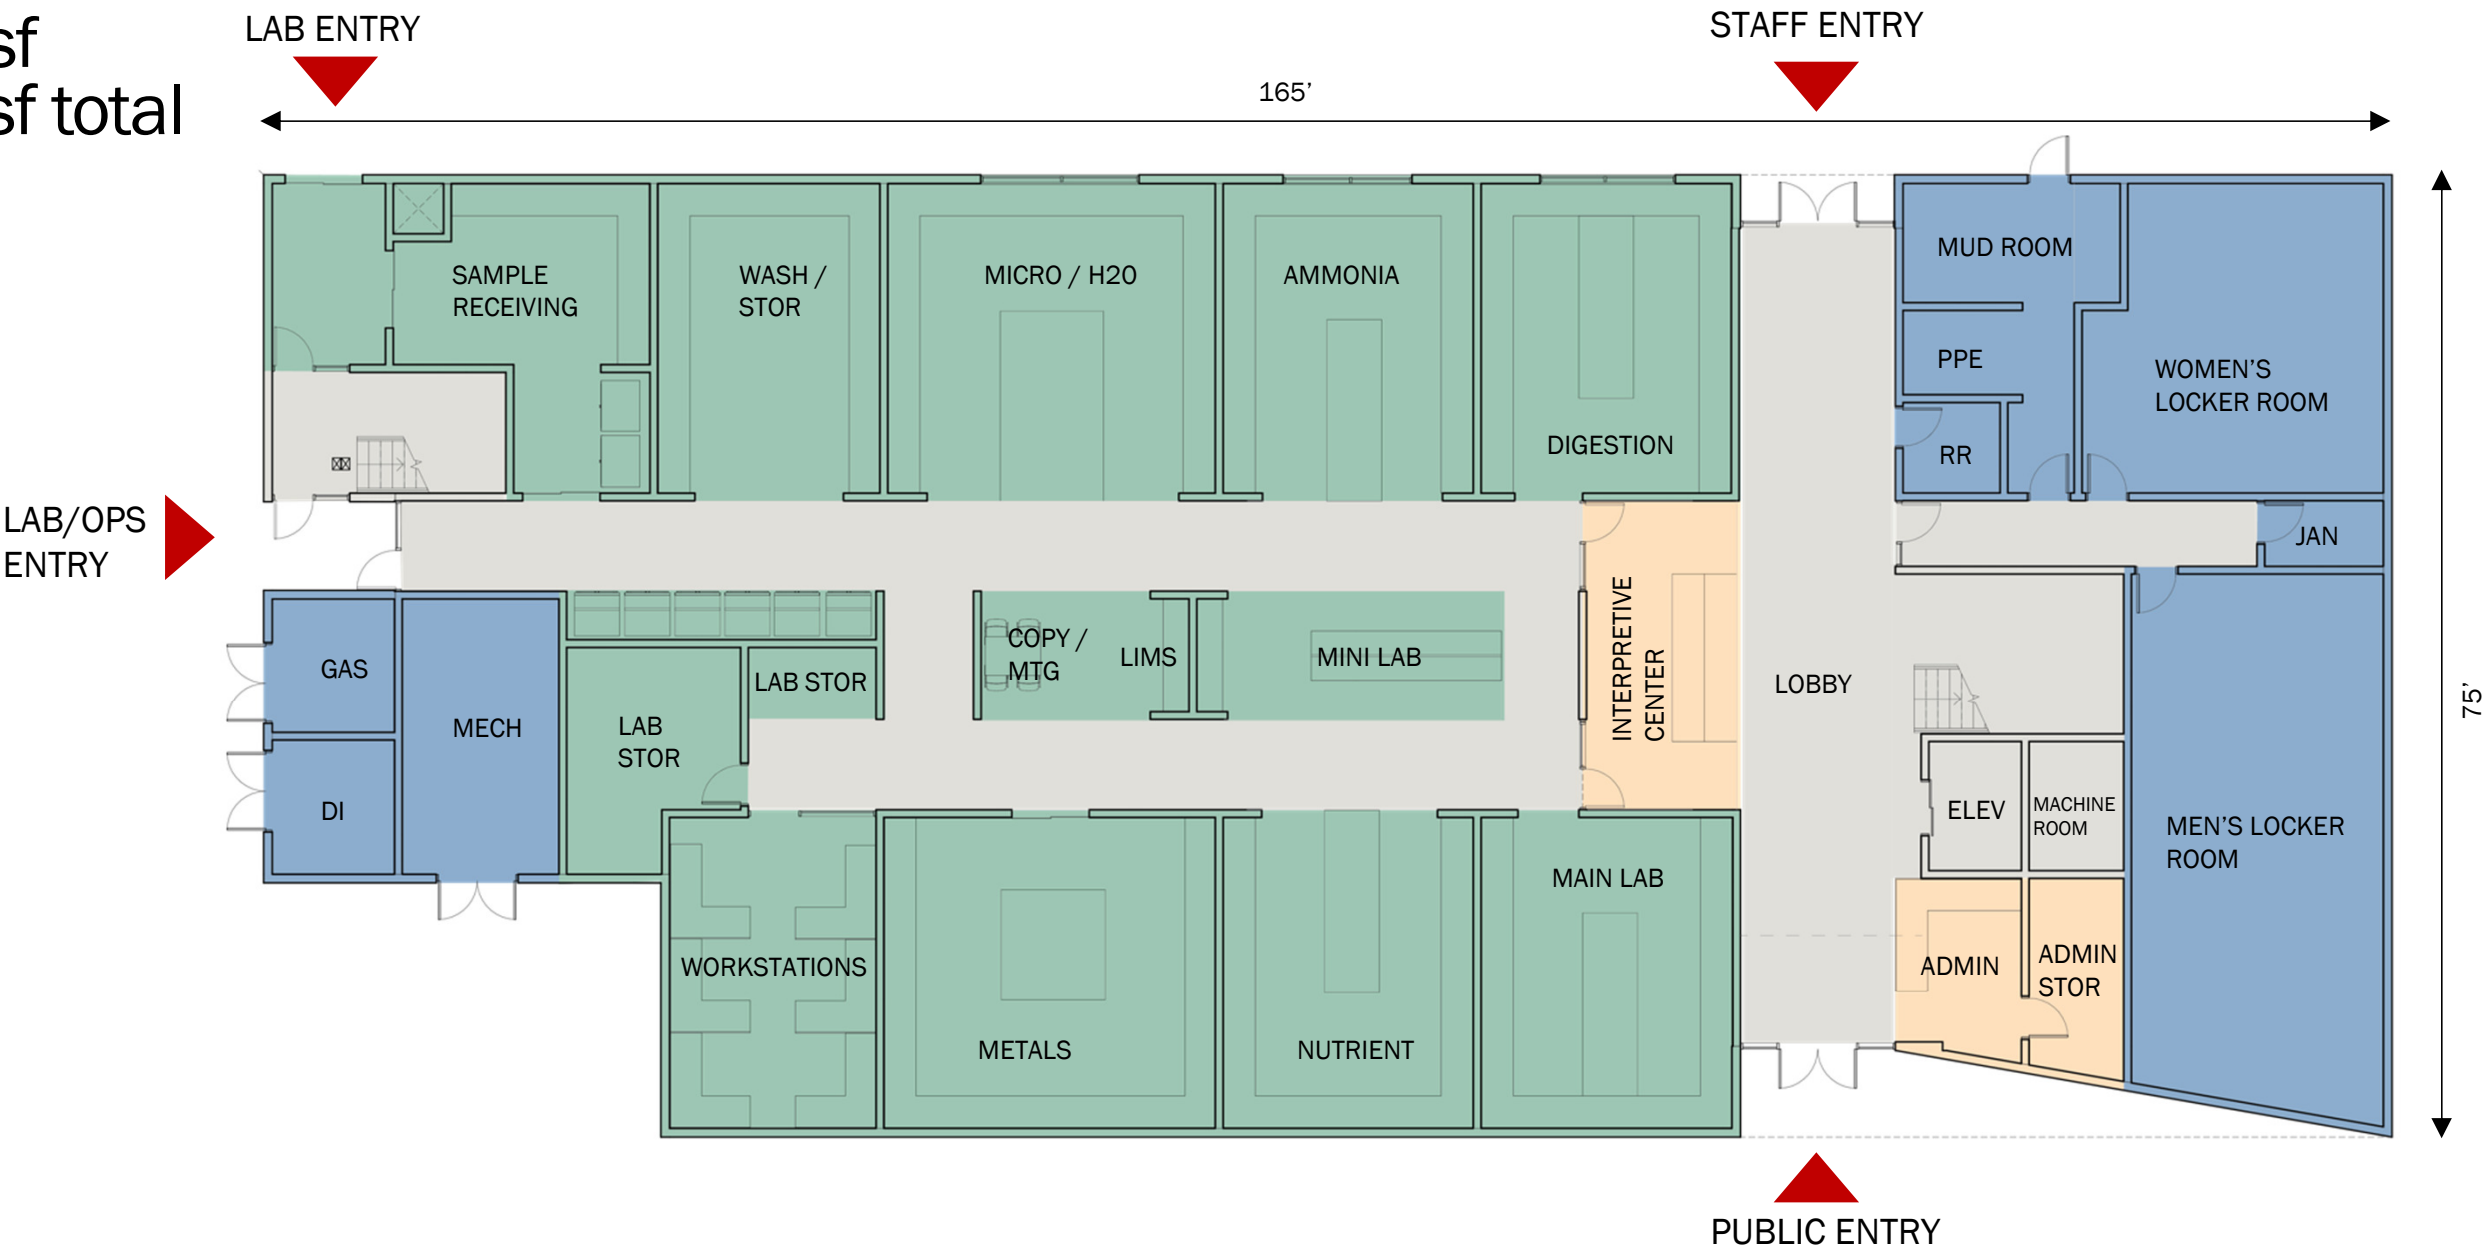 sf
sf total
LAB ENTRY
STAFF ENTRY
165’
SAMPLE
RECEIVING
WASH /
STOR
MICRO / H20
AMMONIA
DIGESTION
MUD ROOM
PPE
RR
WOMEN’S
LOCKER ROOM
LAB/OPS
ENTRY
JAN
GAS
DI
MECH
LAB
STOR
LAB STOR
COPY /
MTG
LIMS
MINI LAB
INTERPRETIVE
CENTER
LOBBY
75’
ELEV
MACHINE
ROOM
MEN’S LOCKER
ROOM
WORKSTATIONS
METALS
NUTRIENT
MAIN LAB
ADMIN
ADMIN
STOR
PUBLIC ENTRY